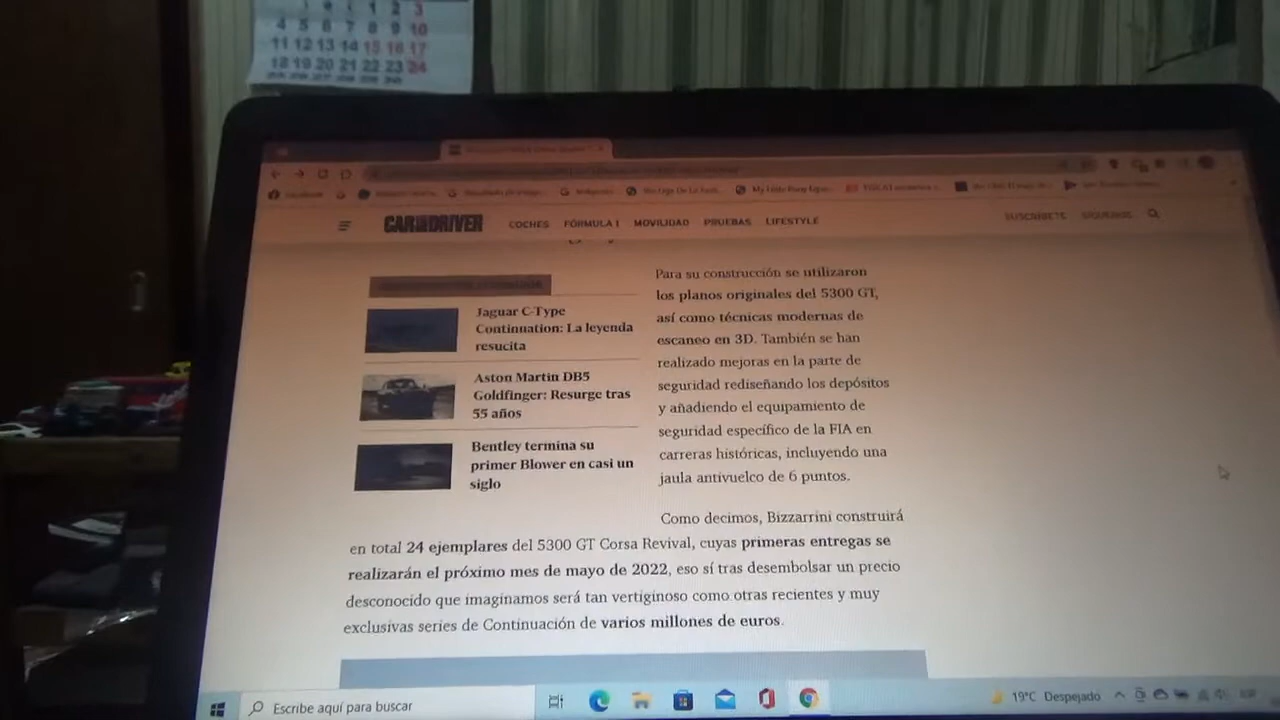 1 2 3
4 5 6 7 8 9 10
11 12 13 14 15 16 17
18 19 20 21 22 23 24
Facebook
CAR AND DRIVER COCHES FÓRMULA 1 MOVILIDAD PRUEBAS LIFESTYLE SUSCRÍBETE SÍGUENOS
Jaguar C-Type
Continuation: La leyenda
resucita
Aston Martin DB5
Goldfinger: Resurge tras
55 años
Bentley termina su
primer Blower en casi un
siglo
Para su construcción se utilizaron
los planos originales del 5300 GT,
así como técnicas modernas de
escaneo en 3D. También se han
realizado mejoras en la parte de
seguridad rediseñando los depósitos
y añadiendo el equipamiento de
seguridad específico de la FIA en
carreras históricas, incluyendo una
jaula antivuelco de 6 puntos.
Como decimos, Bizzarrini construirá
en total 24 ejemplares del 5300 GT Corsa Revival, cuyas primeras entregas se
realizarán el próximo mes de mayo de 2022, eso sí tras desembolsar un precio
desconocido que imaginamos será tan vertiginoso como otras recientes y muy
exclusivas series de Continuación de varios millones de euros.
Escribe aquí para buscar
19°C Despejado